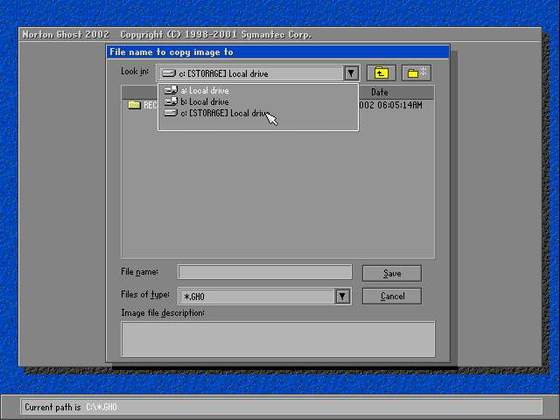 Norton Ghost 2002 Copyright (C) 1998-2001 Symantec Corp.
File name to copy image to
Look in: c: [STORAGE] Local drive
Date
a: Local drive
b: Local drive
REC 002 06:05:14AM
c: [STORAGE] Local drive
File name: Save
Files of type: *.GHO Cancel
Image file description:
Current path is C:\*.GHO